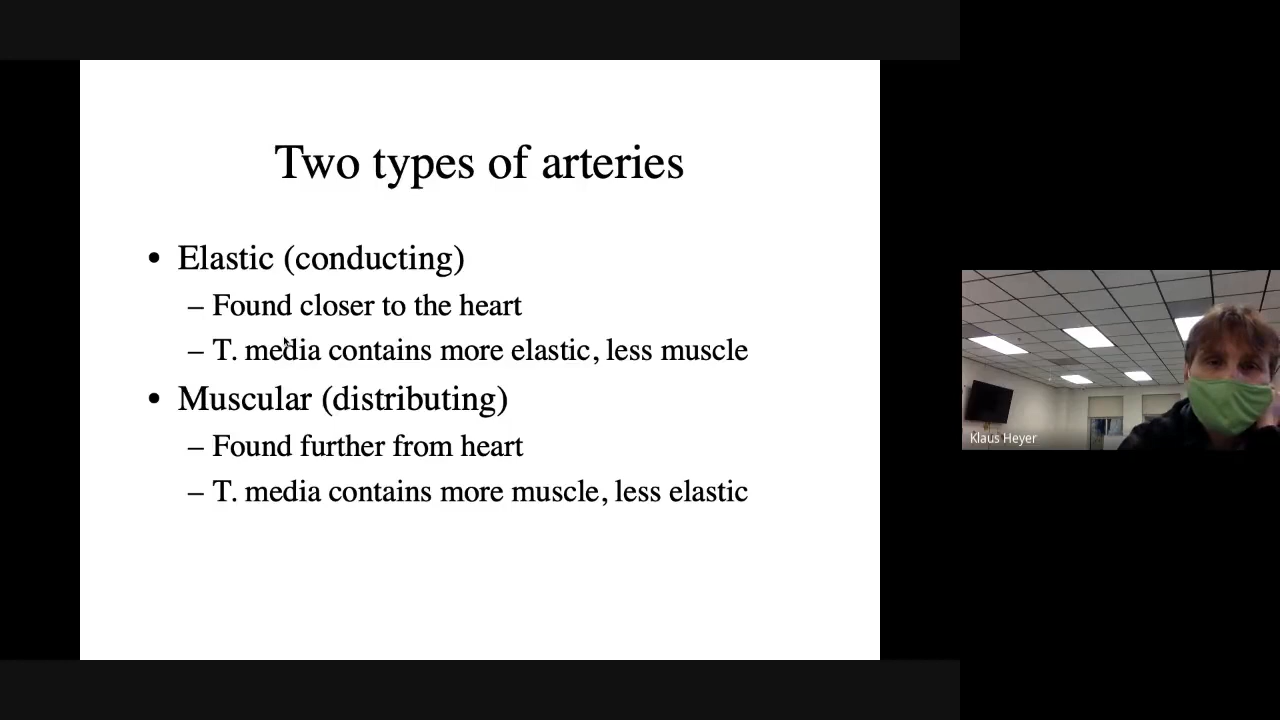 Two types of arteries
• Elastic (conducting)
– Found closer to the heart
– T. media contains more elastic, less muscle
• Muscular (distributing)
– Found further from heart
– T. media contains more muscle, less elastic
Klaus Heyer